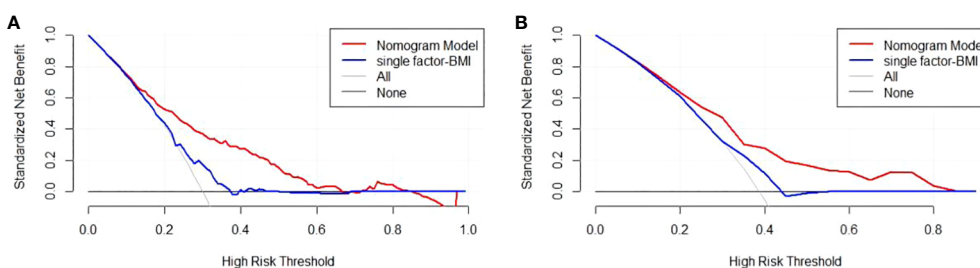 A
Standardized Net Benefit
1.0
0.8
0.6
0.4
0.2
0.0
Nomogram Model
single factor-BMI
All
None
0.0 0.2 0.4 0.6 0.8 1.0
High Risk Threshold
B
Standardized Net Benefit
1.0
0.8
0.6
0.4
0.2
0.0
Nomogram Mode
single factor-BMI
All
None
0.0 0.2 0.4 0.6 0.8
High Risk Threshold